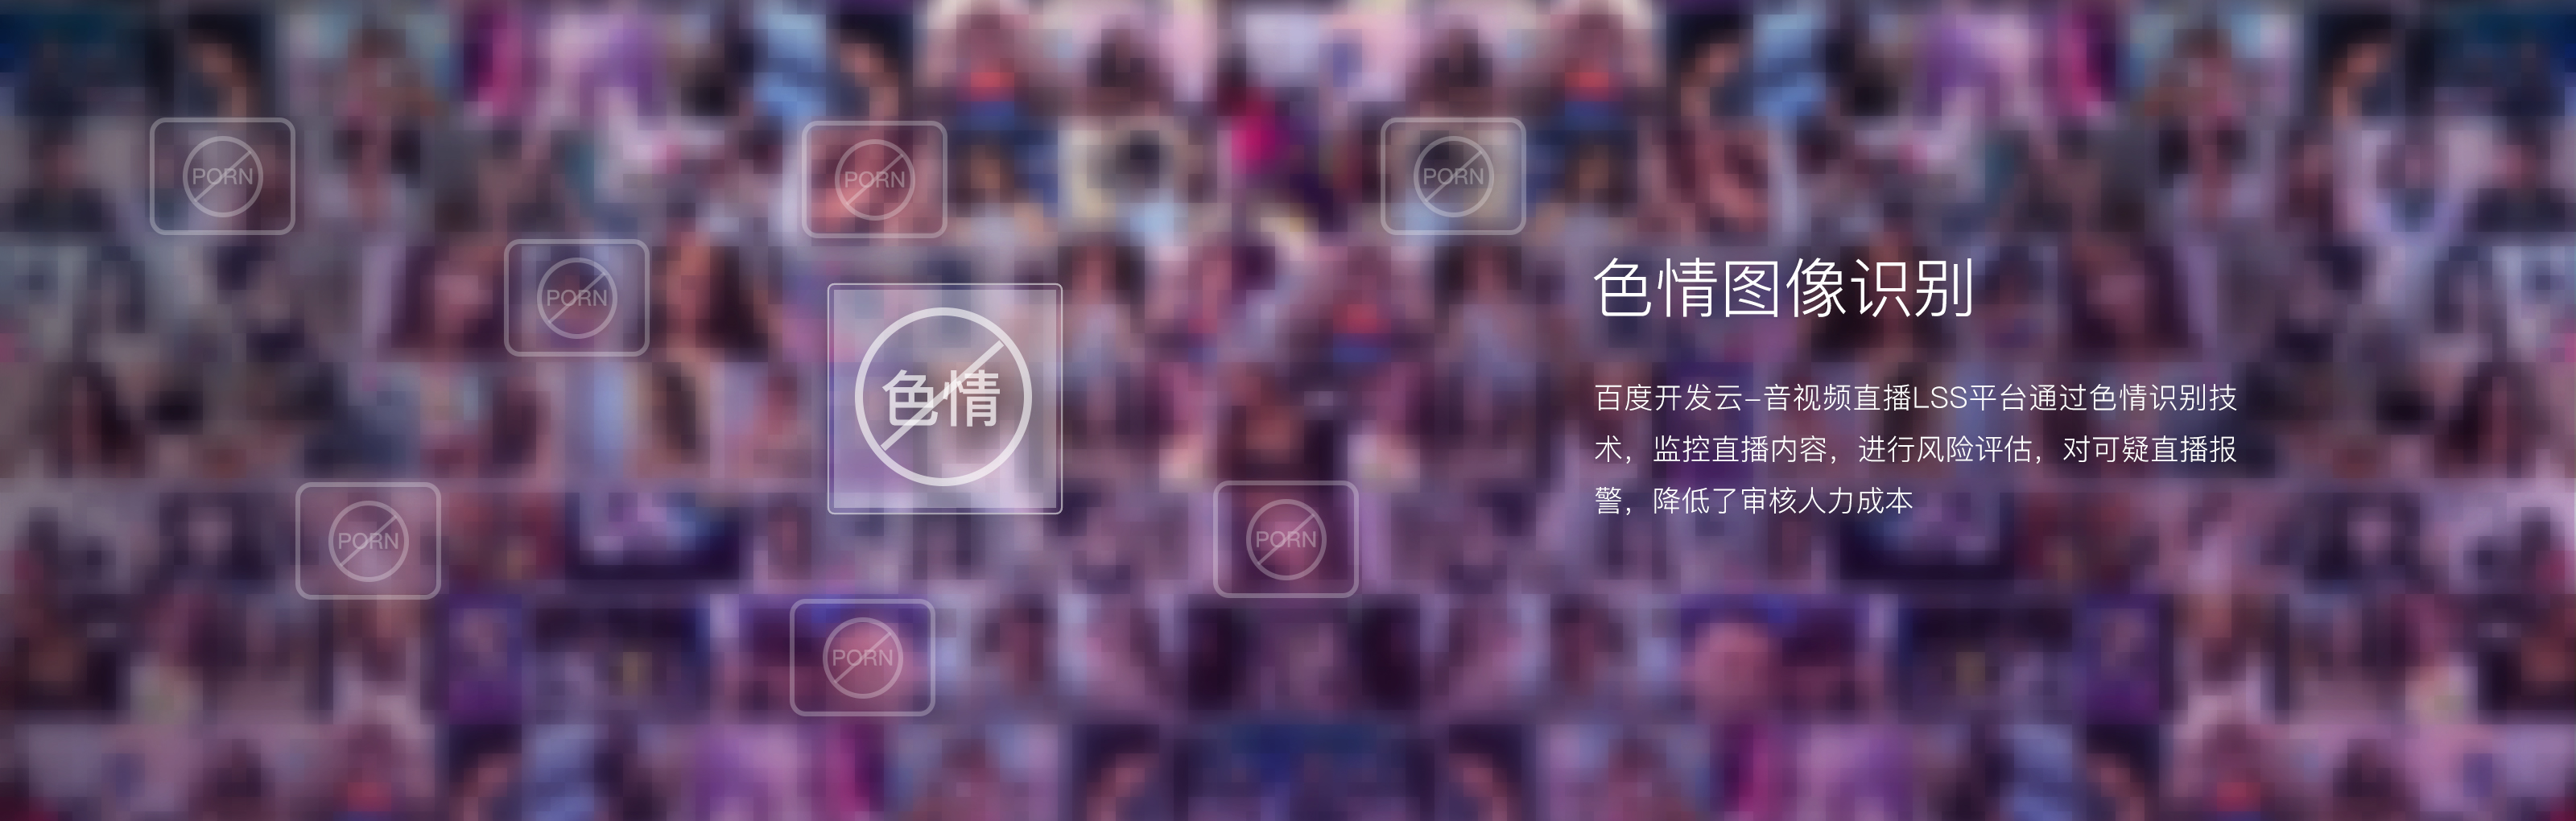 PORN
PORN
PORN
PORN
色情图像识别
色情
百度开发云–音视频直播LSS平台通过色情识别技
术，监控直播内容，进行风险评估，对可疑直播报
警，降低了审核人力成本
PORN
PORN
PORN